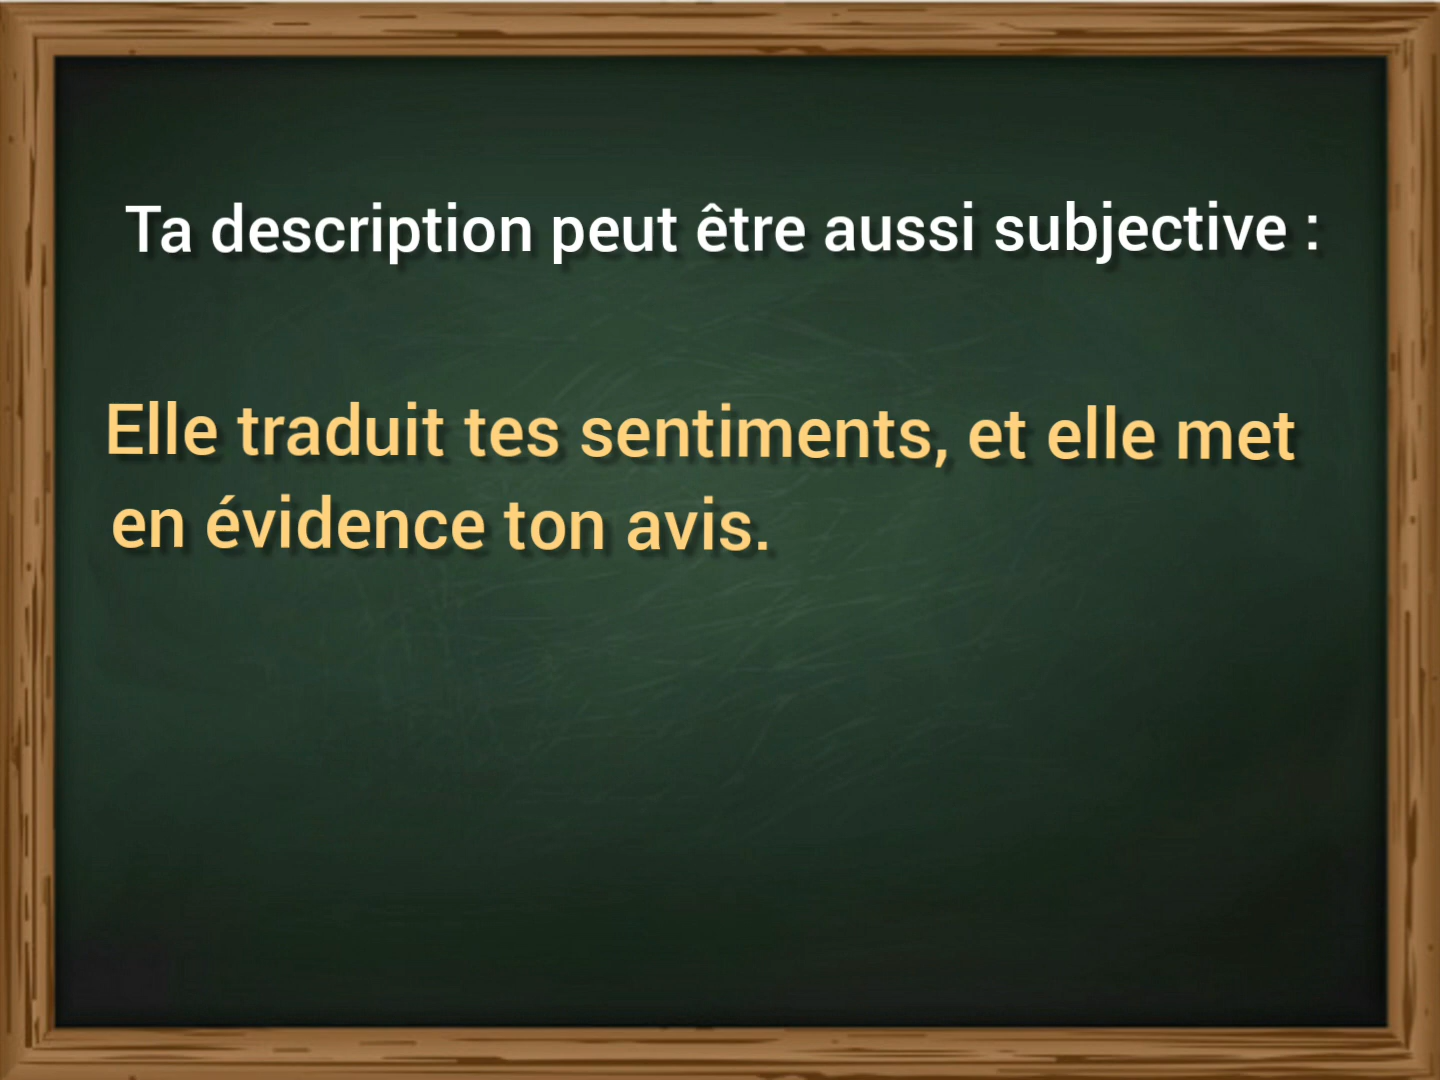 Ta description peut être aussi subjective :
Elle traduit tes sentiments, et elle met
en évidence ton avis.